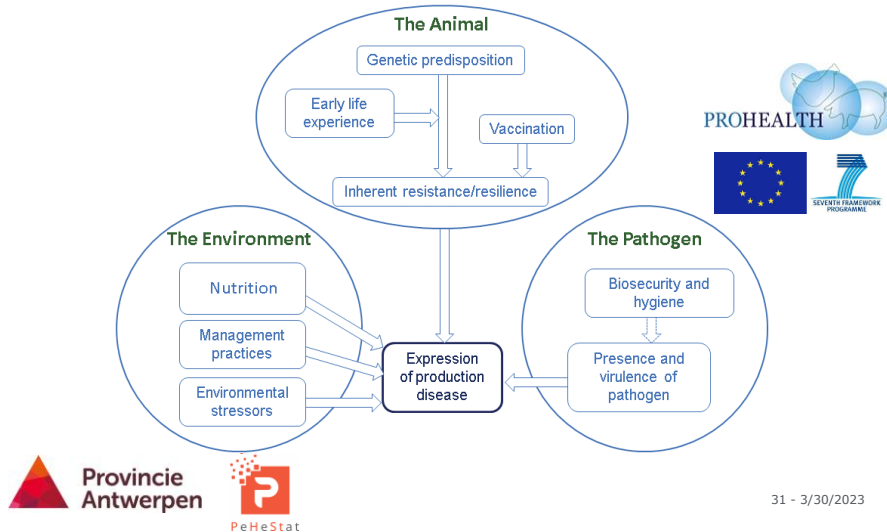 The Animal
Genetic predisposition
Early life
experience
Vaccination
Inherent resistance/resilience
PROHEALTH
SEVENTH FRAMEWORK
PROGRAMME
The Environment
Nutrition
Management
practices
Environmental
stressors
Expression
of production
disease
The Pathogen
Biosecurity and
hygiene
Presence and
virulence of
pathogen
Provincie
Antwerpen
P
PeHeStat
31 - 3/30/2023